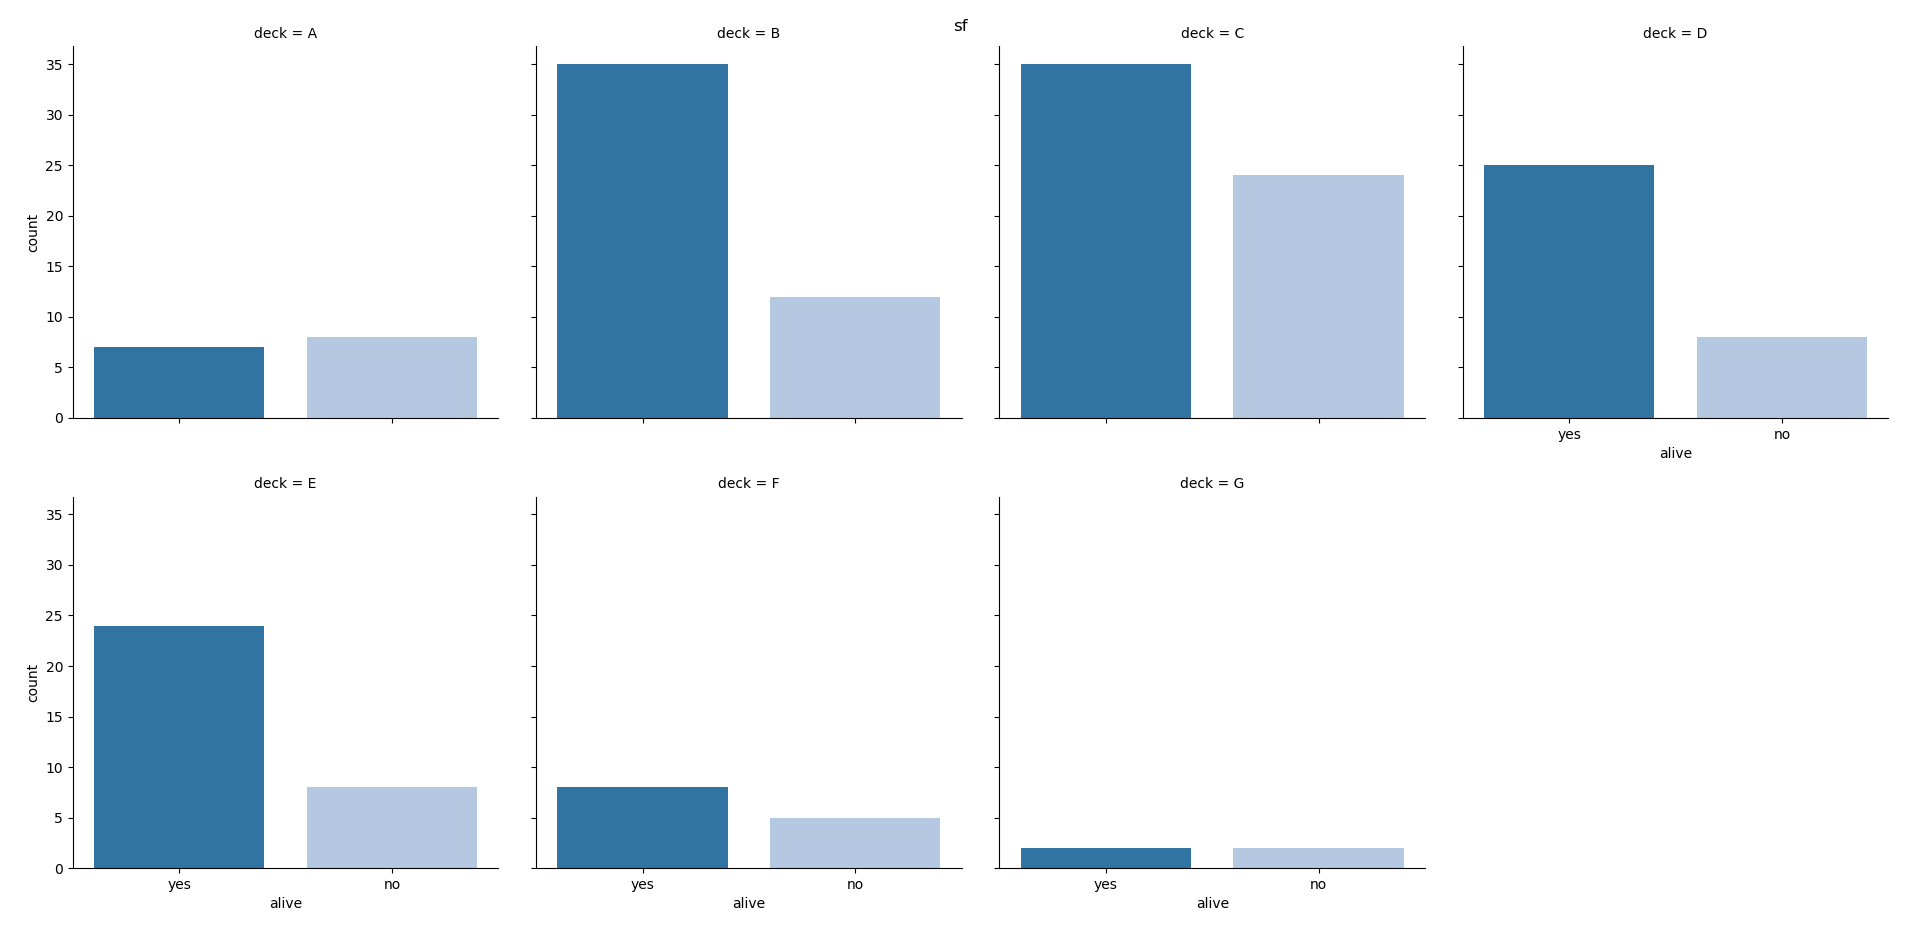 sf
deck = A
deck = B
deck = C
deck = D
35
30
25
20
15
10
5
0
count
yes no
alive
deck = E
deck = F
deck = G
35
30
25
20
15
10
5
0
count
yes no
alive
yes no
alive
yes no
alive